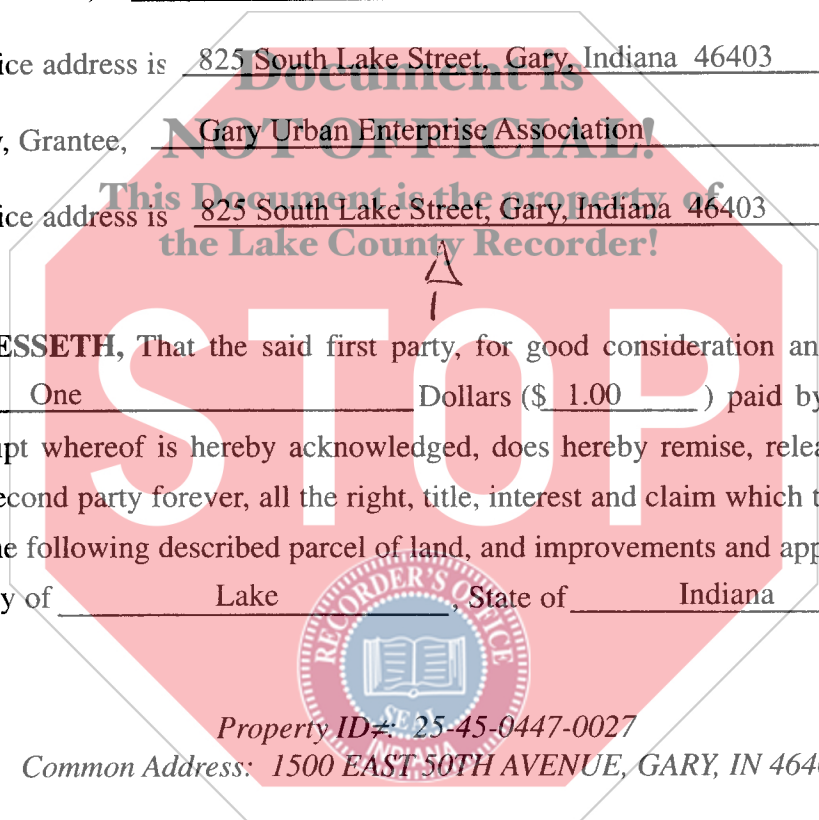 ice address is 825 South Lake Street, Gary, Indiana 46403
Document is
, Grantee, Gary Urban Enterprise Association
NOT OFFICIAL!
This Document is the property of
ice address is 825 South Lake Street, Gary, Indiana 46403
the Lake County Recorder!
ESSETH, That the said first party, for good consideration an
STOP
One Dollars ($ 1.00 ) paid by
pt whereof is hereby acknowledged, does hereby remise, relea
econd party forever, all the right, title, interest and claim which t
e following described parcel of land, and improvements and app
y of Lake, State of Indiana
RECORDER'S OFFICE
SEAL
INDIANA
Property ID#: 25-45-0447-0027
Common Address: 1500 EAST 50TH AVENUE, GARY, IN 464